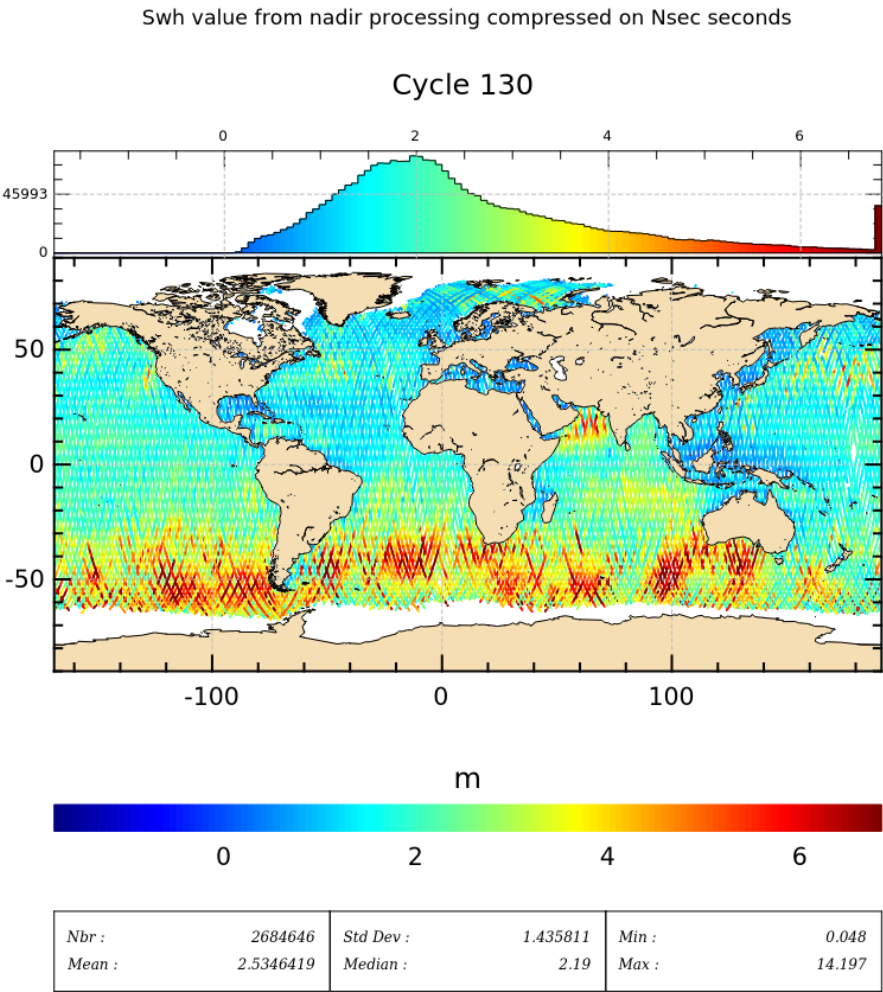 Swh value from nadir processing compressed on Nsec seconds
Cycle 130
0 2 4 6
45993
0
50
0
-50
-100 0 100
m
0 2 4 6
Nbr : 2684646 Std Dev : 1.435811 Min : 0.048
Mean : 2.5346419 Median : 2.19 Max : 14.197